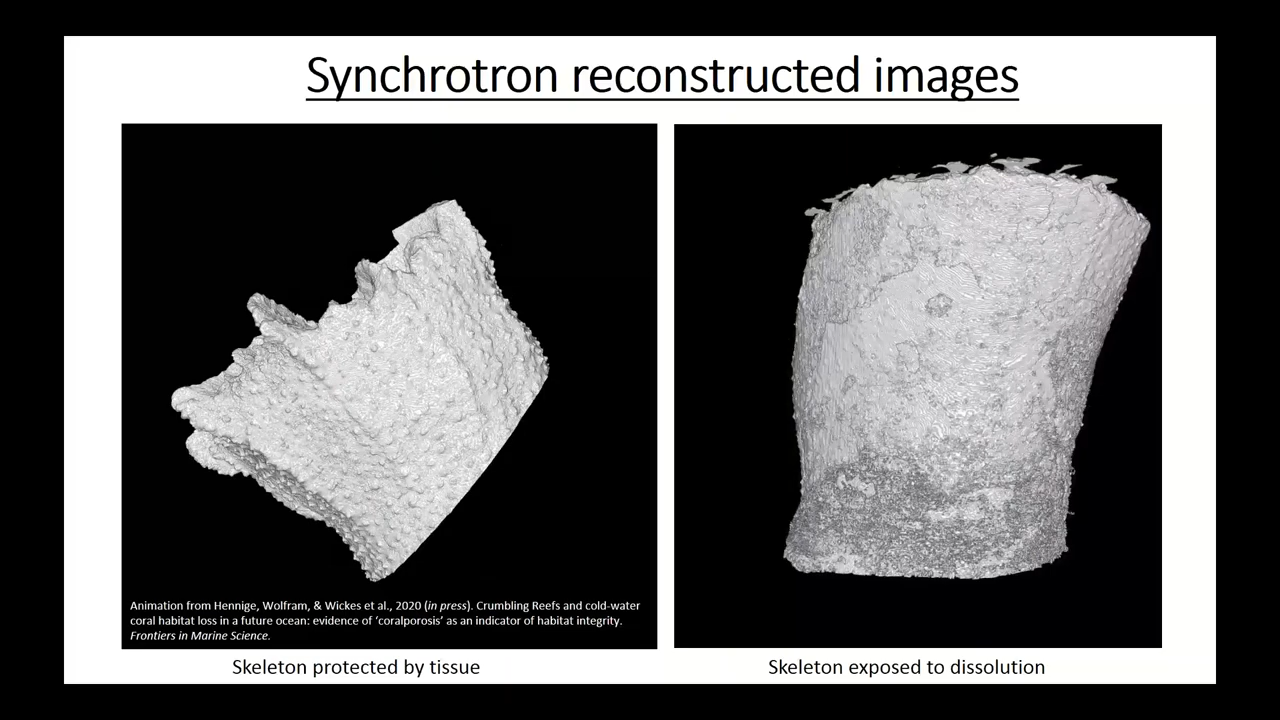 Synchrotron reconstructed images
Animation from Hennige, Wolfram, & Wickes et al., 2020 (in press). Crumbling Reefs and cold-water
coral habitat loss in a future ocean: evidence of ‘coralporosis’ as an indicator of habitat integrity.
Frontiers in Marine Science.
Skeleton protected by tissue
Skeleton exposed to dissolution